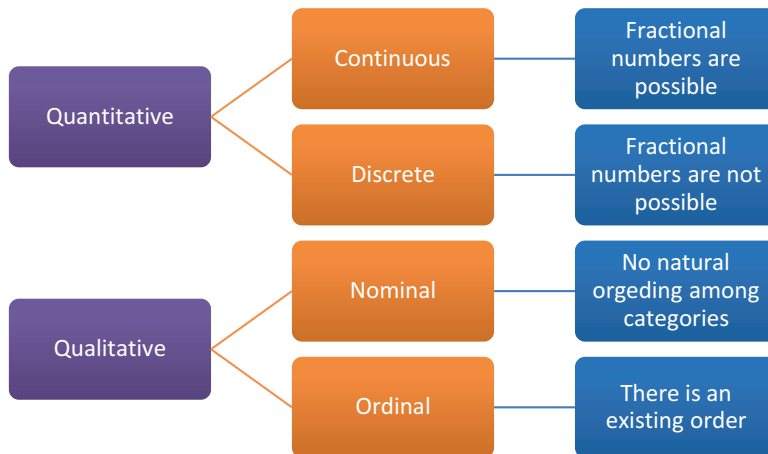 Quantitative
Continuous
Fractional
numbers are
possible
Discrete
Fractional
numbers are not
possible
Qualitative
Nominal
No natural
orgeding among
categories
Ordinal
There is an
existing order